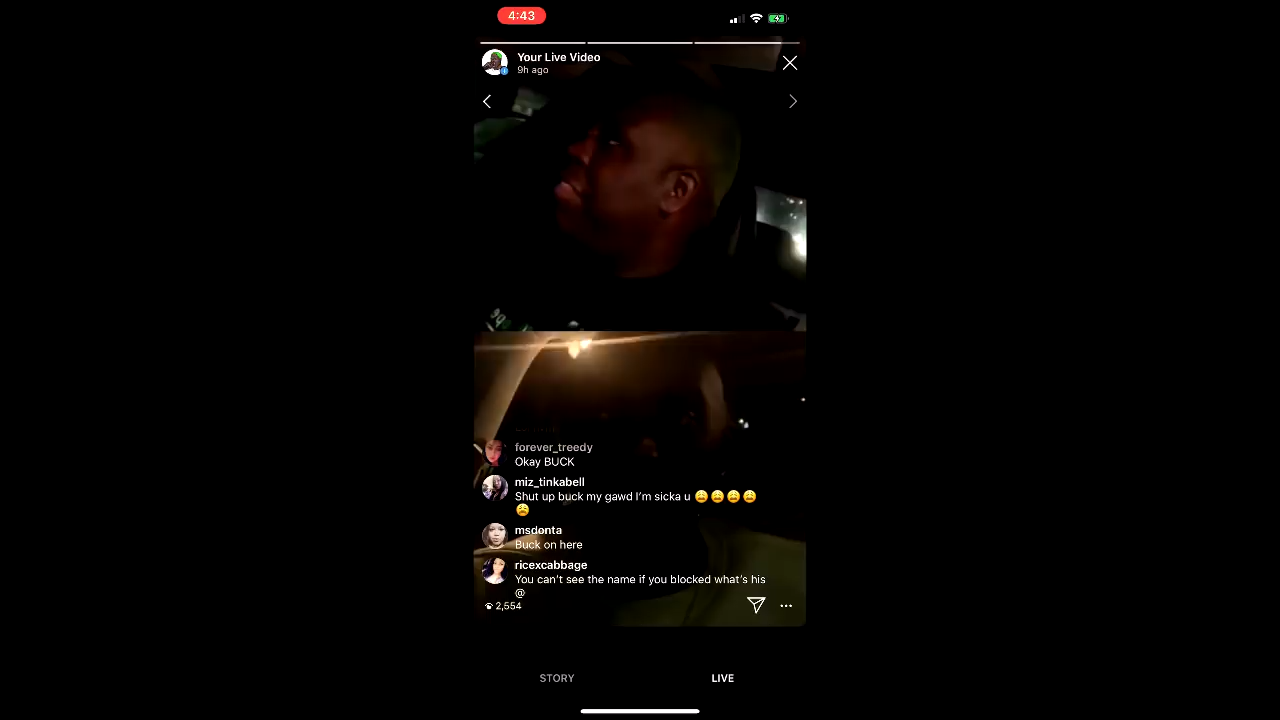 4:43
Your Live Video
9h ago
forever_treedy
Okay BUCK
miz_tinkabell
Shut up buck my gawd I’m sicka u 😩😩😩😩
😩
msdonta
Buck on here
ricexcabbage
You can’t see the name if you blocked what’s his
@
2,554
STORY
LIVE